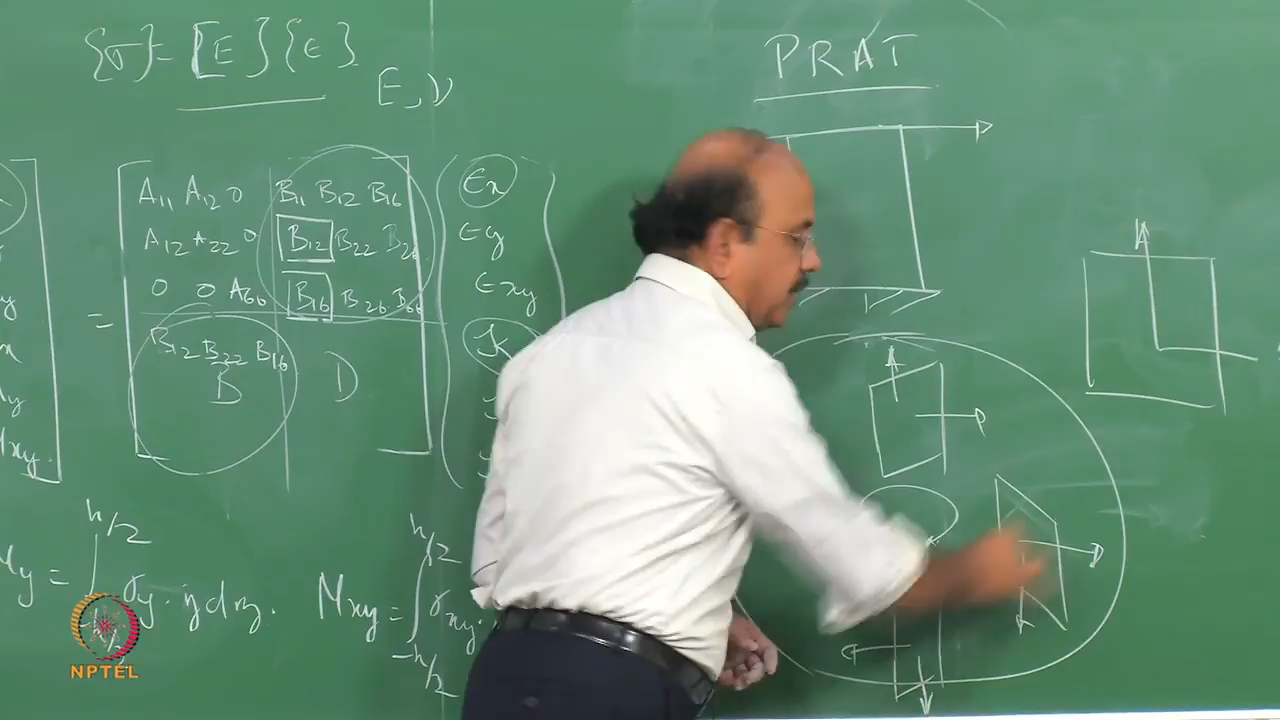 {σ}=[E]{ϵ}
E,ν
PRAT
A11 A12 0 B11 B12 B16
A12 A22 0 B12 B22 B26
0 0 A66 B16 B26 B66
=
B12 B22 B16
B D
ϵx
ϵy
ϵxy
K
y
x
y
xy.
h/2
My = ∫ σy · z dz.
h/2
Mxy = ∫ σxy.
-h/2
NPTEL